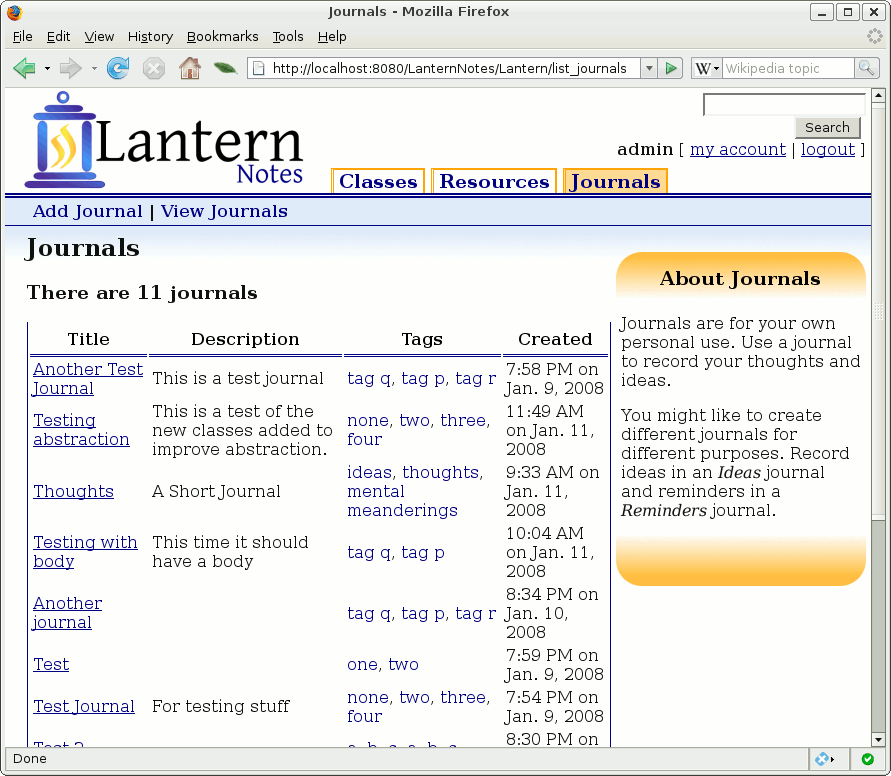 Journals - Mozilla Firefox
File Edit View History Bookmarks Tools Help
http://localhost:8080/LanternNotes/Lantern/list_journals
W
Wikipedia topic
Lantern
Notes
Search
admin [ my account | logout ]
Classes Resources Journals
Add Journal | View Journals
Journals
There are 11 journals
Title Description Tags Created
Another Test
Journal
This is a test journal
tag q, tag p, tag r
7:58 PM on
Jan. 9, 2008
Testing
abstraction
This is a test of the
new classes added to
improve abstraction.
none, two, three,
four
11:49 AM
on Jan. 11,
2008
Thoughts
A Short Journal
ideas, thoughts,
mental
meanderings
9:33 AM on
Jan. 11,
2008
Testing with
body
This time it should
have a body
tag q, tag p
10:04 AM
on Jan. 11,
2008
Another
journal
tag q, tag p, tag r
8:34 PM on
Jan. 10,
2008
Test
one, two
7:59 PM on
Jan. 9, 2008
Test Journal
For testing stuff
none, two, three,
four
7:54 PM on
Jan. 9, 2008
8:30 PM on
About Journals
Journals are for your own
personal use. Use a journal
to record your thoughts and
ideas.
You might like to create
different journals for
different purposes. Record
ideas in an Ideas journal
and reminders in a
Reminders journal.
Done